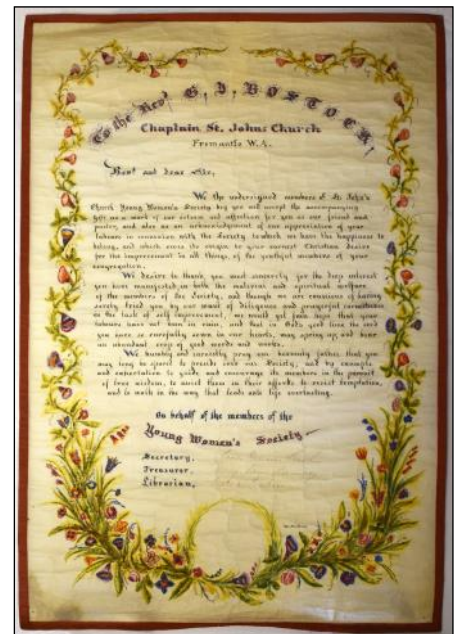 To the Revd. G. J. BOSTOCK,
Chaplain St. Johns Church
Fremantle W.A.
Revd and dear Sir,
We the undersigned members of St. John's
Church Young Women's Society beg you will accept the accompanying
gift as a mark of our esteem and affection for you as our friend and
pastor, and also as an acknowledgement of our appreciation of your
labours in connexion with the Society to which we have the happiness to
belong, and which owes its origin to your earnest Christian desire
for the improvement in all things, of the youthful members of your
congregation.
We desire to thank you most sincerely for the deep interest
you have manifested in both the material and spiritual welfare
of the members of the Society, and though we are conscious of having
sorely tried you by our want of diligence and prayerful earnestness
in the task of self improvement, we would yet fain hope that your
labours have not been in vain, and that in God's good time the seed
you have so carefully sown in our hearts, may spring up and bear
an abundant crop of good words and works.
We humbly and earnestly pray our heavenly father that you
may long be spared to preside over our Society, and by example
and exhortation to guide and encourage its members in the pursuit
of true wisdom, to assist them in their efforts to resist temptation,
and to walk in the way that leads to life everlasting.
On behalf of the members of the
Young Women's Society
Secretary,
Treasurer,
Librarian,